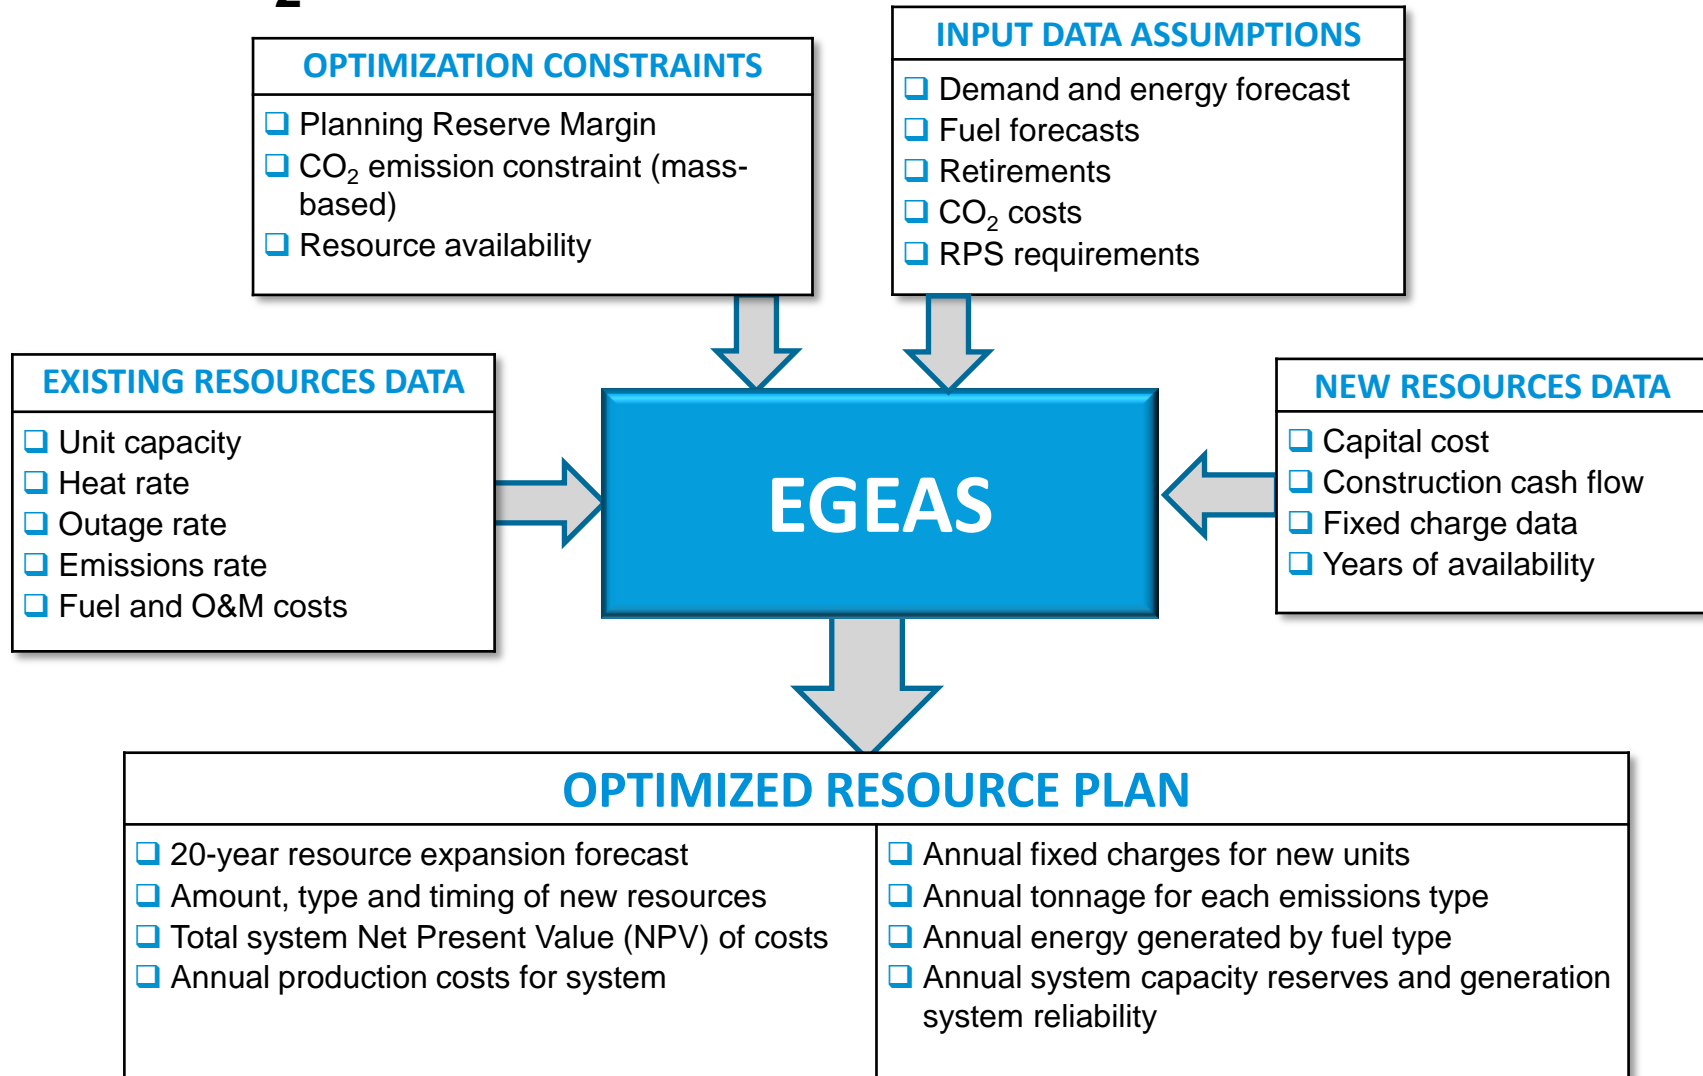 2
OPTIMIZATION CONSTRAINTS
Planning Reserve Margin
CO₂ emission constraint (mass-
based)
Resource availability
INPUT DATA ASSUMPTIONS
Demand and energy forecast
Fuel forecasts
Retirements
CO₂ costs
RPS requirements
EXISTING RESOURCES DATA
Unit capacity
Heat rate
Outage rate
Emissions rate
Fuel and O&M costs
EGEAS
NEW RESOURCES DATA
Capital cost
Construction cash flow
Fixed charge data
Years of availability
OPTIMIZED RESOURCE PLAN
20-year resource expansion forecast
Amount, type and timing of new resources
Total system Net Present Value (NPV) of costs
Annual production costs for system
Annual fixed charges for new units
Annual tonnage for each emissions type
Annual energy generated by fuel type
Annual system capacity reserves and generation
system reliability